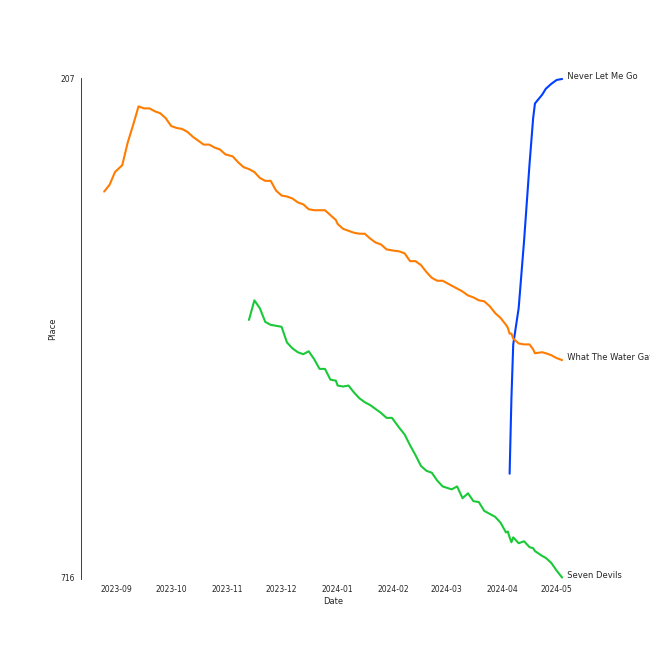 207
Never Let Me Go
Place
What The Water Ga
716
Seven Devils
2023-09 2023-10 2023-11 2023-12 2024-01 2024-02 2024-03 2024-04 2024-05
Date